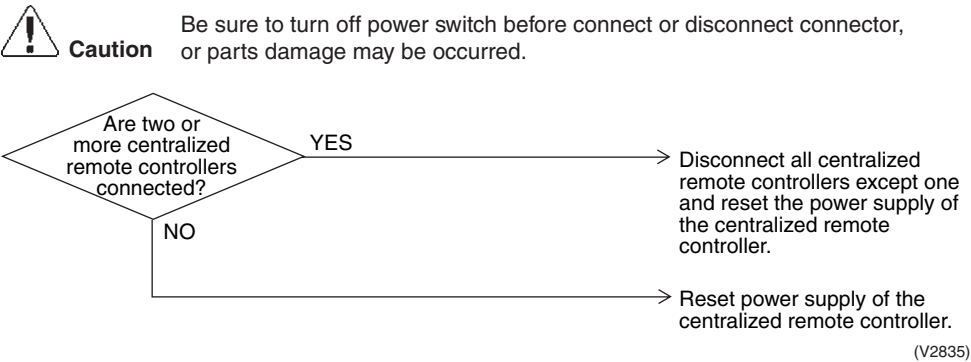 Be sure to turn off power switch before connect or disconnect connector,
Caution or parts damage may be occurred.
Are two or
more centralized
remote controllers
connected?
YES
Disconnect all centralized
remote controllers except one
and reset the power supply of
the centralized remote
controller.
NO
Reset power supply of the
centralized remote controller.
(V2835)